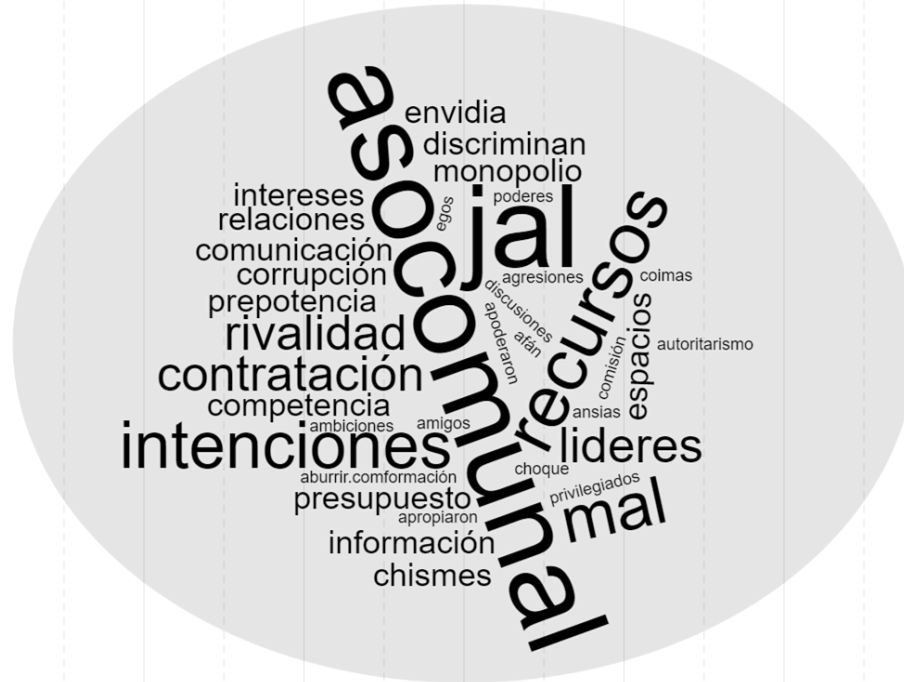 asocomunal
envidia
discriminan
monopolio
jal
poderes
egos
intereses
relaciones
comunicación
corrupción
prepotencia
rivalidad
contratación
competencia
ambiciones
amigos
intenciones
aburrir.comformación
presupuesto
apropiaron
información
chismes
recursos
agresiones
discusiones
afán
apoderaron
coimas
espacios
comisión
autoritarismo
ansias
lideres
choque
privilegiados
mal